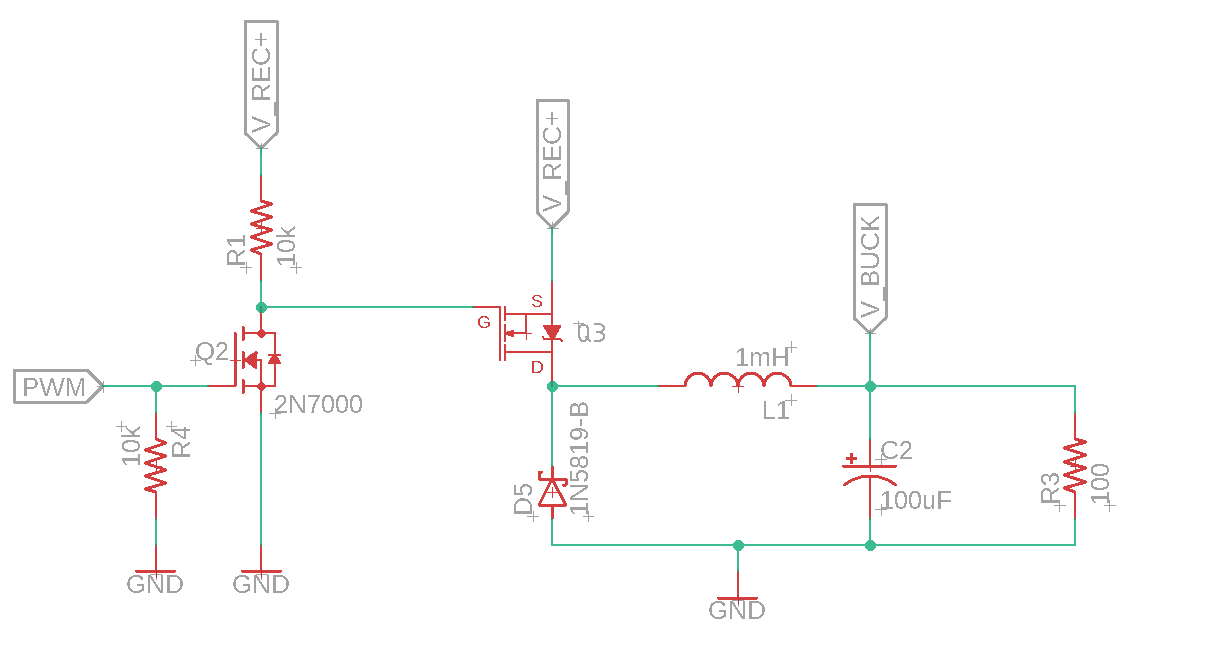 V_REC+
V_REC+
V_BUCK
R1
10k
S
G
Q3
D
Q2
2N7000
PWM
10k
R4
1mH
L1
D5
1N5819-B
C2
100uF
R3
100
GND
GND
GND